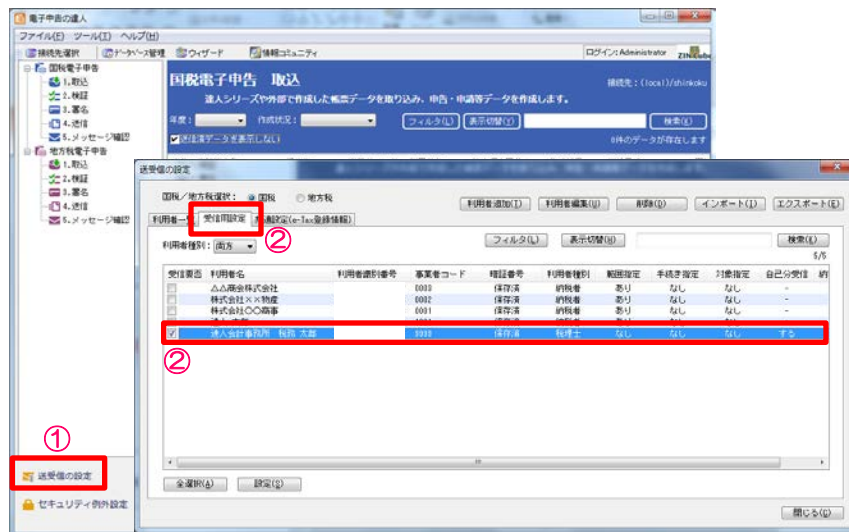 電子申告の達人
ファイル(F) ツール(I) ヘルプ(H)
接続先選択 データベース管理 ウィザード 情報コミュニティ ログイン: Administrator
国税電子申告
1.取込
2.検証
3.署名
4.送信
5.メッセージ確認
地方税電子申告
1.取込
2.検証
3.署名
4.送信
5.メッセージ確認
国税電子申告 取込 接続先：(local)/shinkoku
達人シリーズや外部で作成した帳票データを取り込み、申告・申請等データを作成します。
年度： 作成状況： フィルタ(L) 表示切替(Y) 検索(K)
送信済データを表示しない 0件のデータが存在します
送受信の設定
国税／地方税選択： 国税 地方税 利用者追加(T) 利用者編集(U) 削除(D) インポート(I) エクスポート(E)
利用者一覧 受信用設定 (e-Tax登録情報)
②
利用者種別： 両方 フィルタ(L) 表示切替(H) 検索(K)
5/5
受信要否 利用者名 利用者識別番号 事業者コード 暗証番号 利用者種別 範囲指定 手続き指定 対象指定 自己分受信 納
△△商会株式会社 0003 保存済 納税者 あり なし なし -
株式会社××物産 0002 保存済 納税者 あり なし なし -
株式会社○○商事 0001 保存済 納税者 あり なし なし -
達人会計事務所 税務 太郎 保存済 税理士 なし なし なし する
②
①
送受信の設定
セキュリティ例外設定
全選択(A) 設定(S)
閉じる(C)